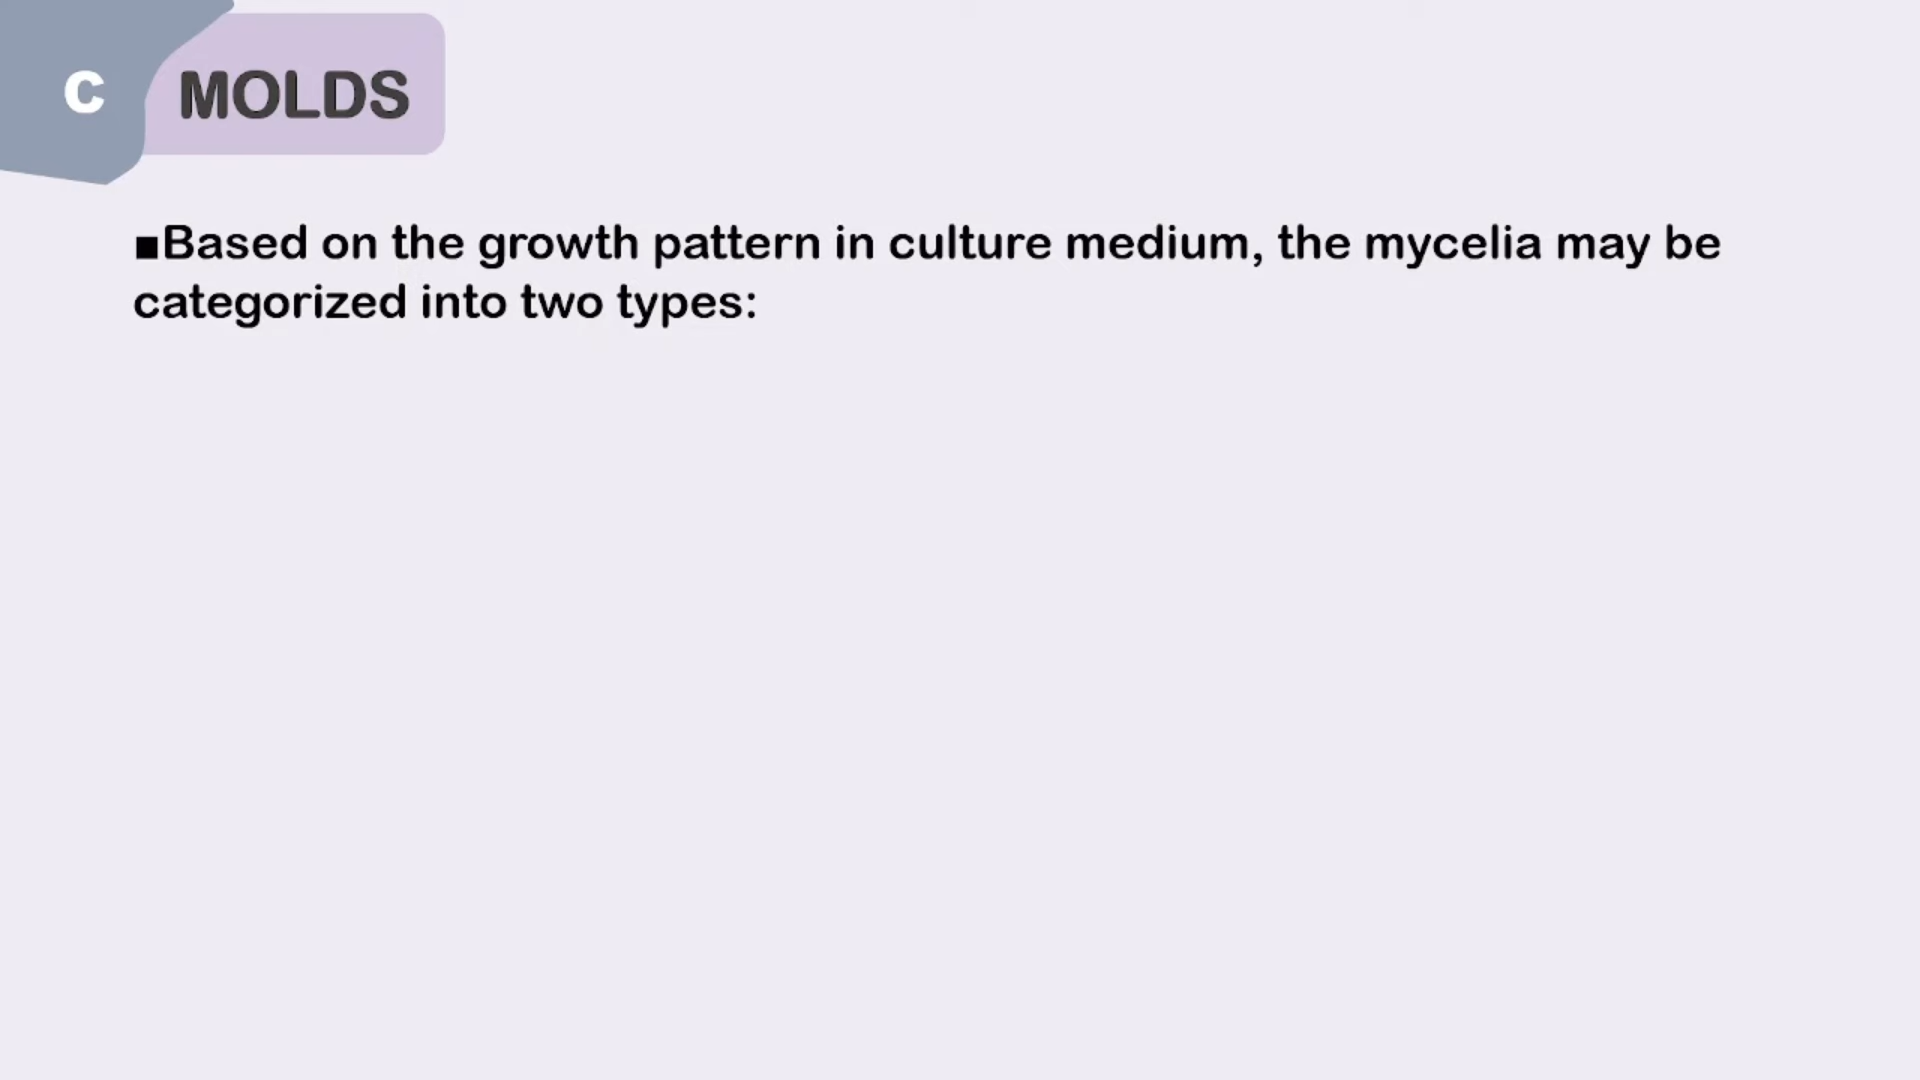 C
MOLDS
■Based on the growth pattern in culture medium, the mycelia may be
categorized into two types: